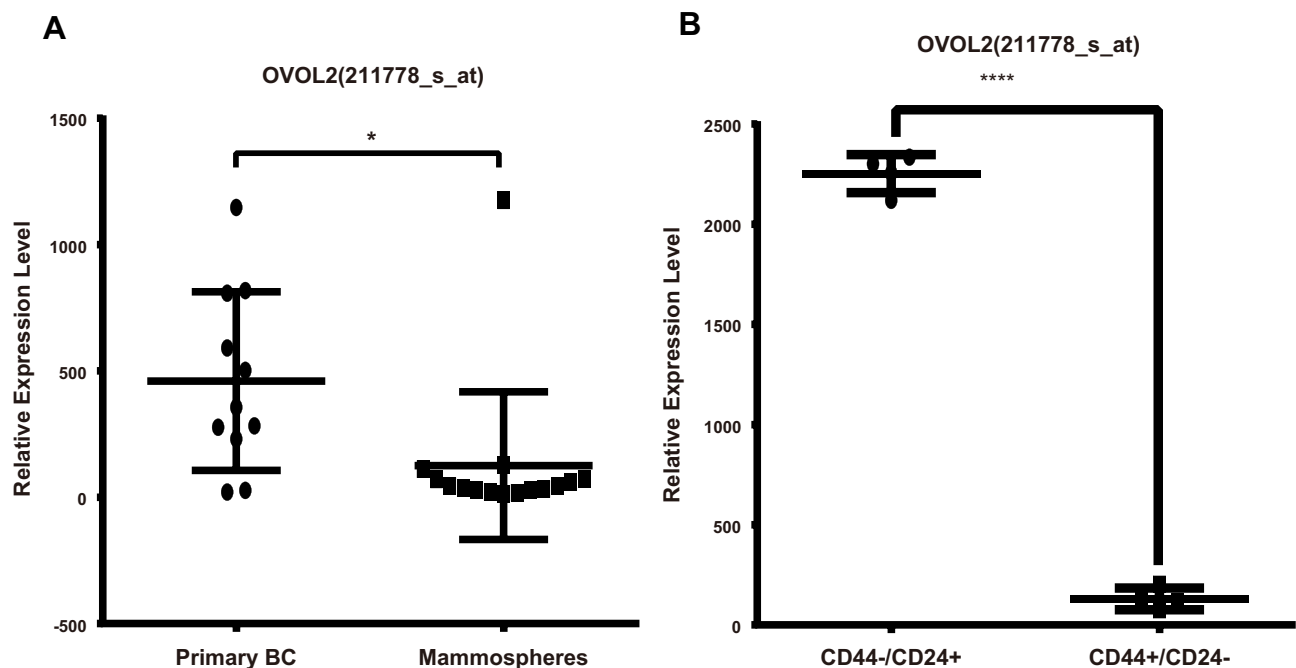 A
OVOL2(211778_s_at)
*
Relative Expression Level
1500
1000
500
0
-500
Primary BC
Mammospheres
B
OVOL2(211778_s_at)
****
Relative Expression Level
2500
2000
1500
1000
500
0
CD44-/CD24+
CD44+/CD24-